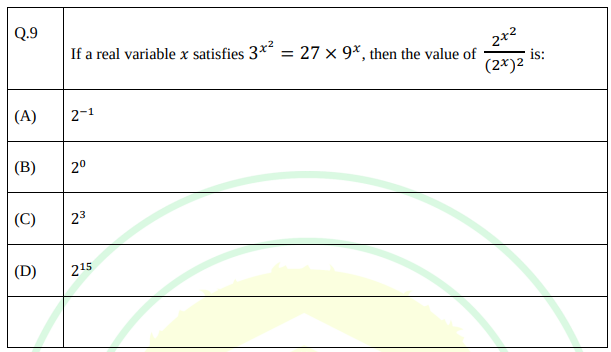 Q.9
If a real variable x satisfies 3^{x^2} = 27 × 9^x, then the value of \frac{2^{x^2}}{(2^x)^2} is:
(A) 2^{-1}
(B) 2^0
(C) 2^3
(D) 2^{15}